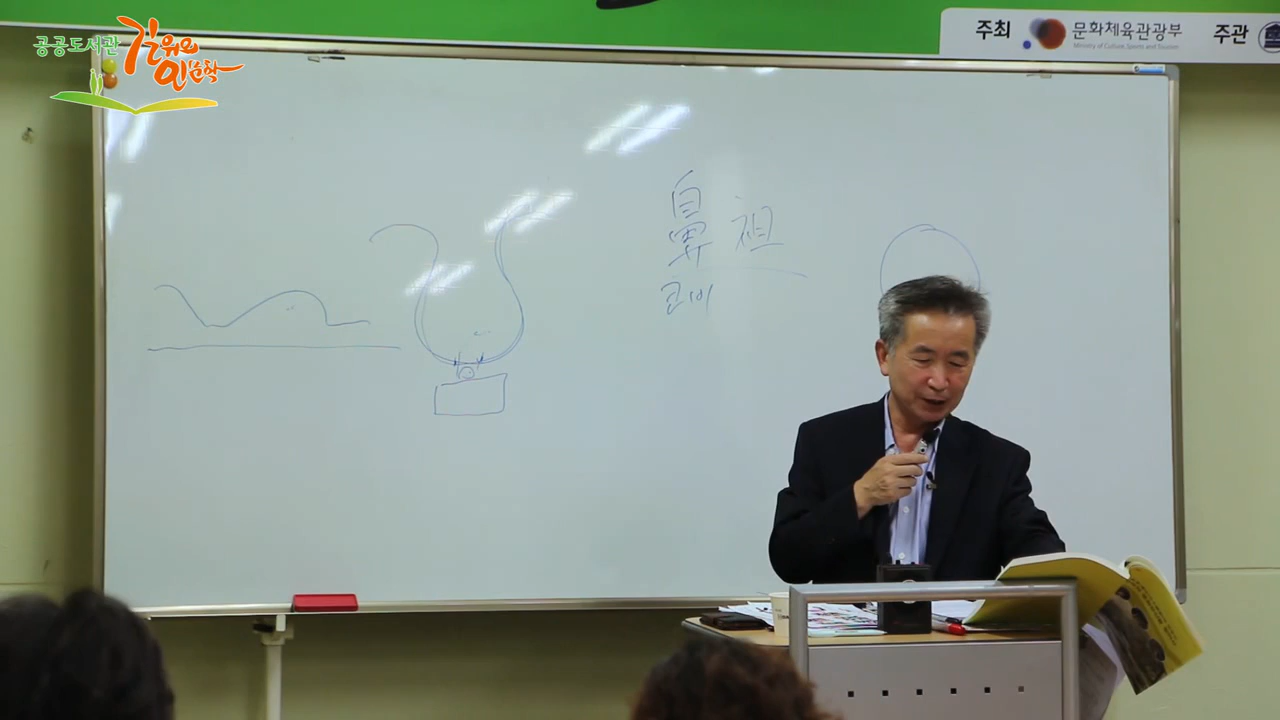 공공도서관
길 위의
인문학
주최 문화체육관광부 주관
Ministry of Culture, Sports and Tourism
鼻祖
코비